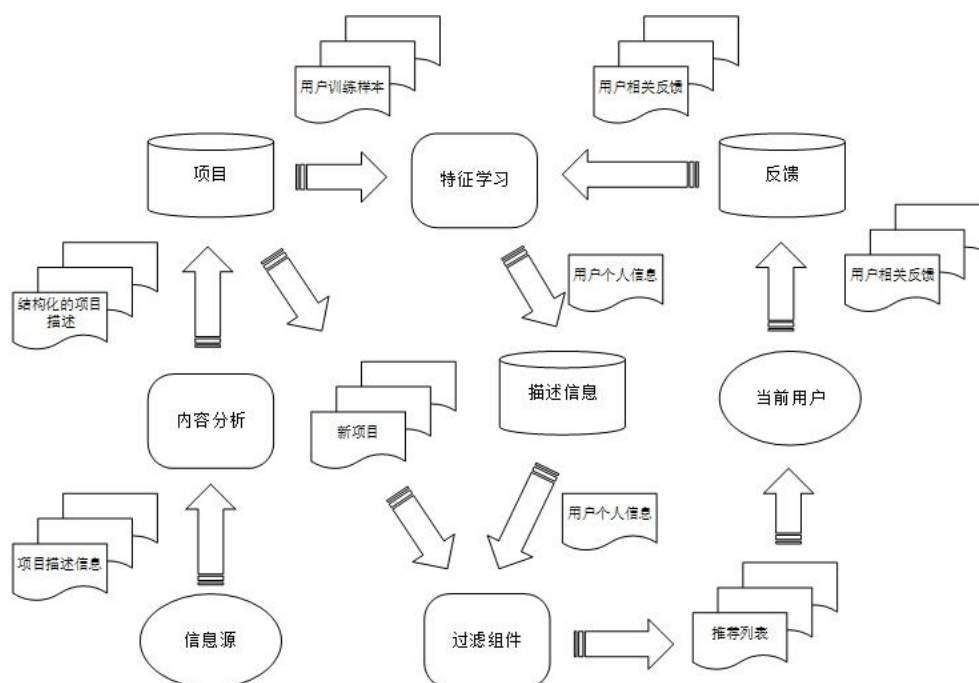 用户训练样本
用户相关反馈
项目
特征学习
反馈
结构化的项目
描述
用户个人信息
用户相关反馈
内容分析
新项目
描述信息
当前用户
项目描述信息
用户个人信息
信息源
过滤组件
推荐列表